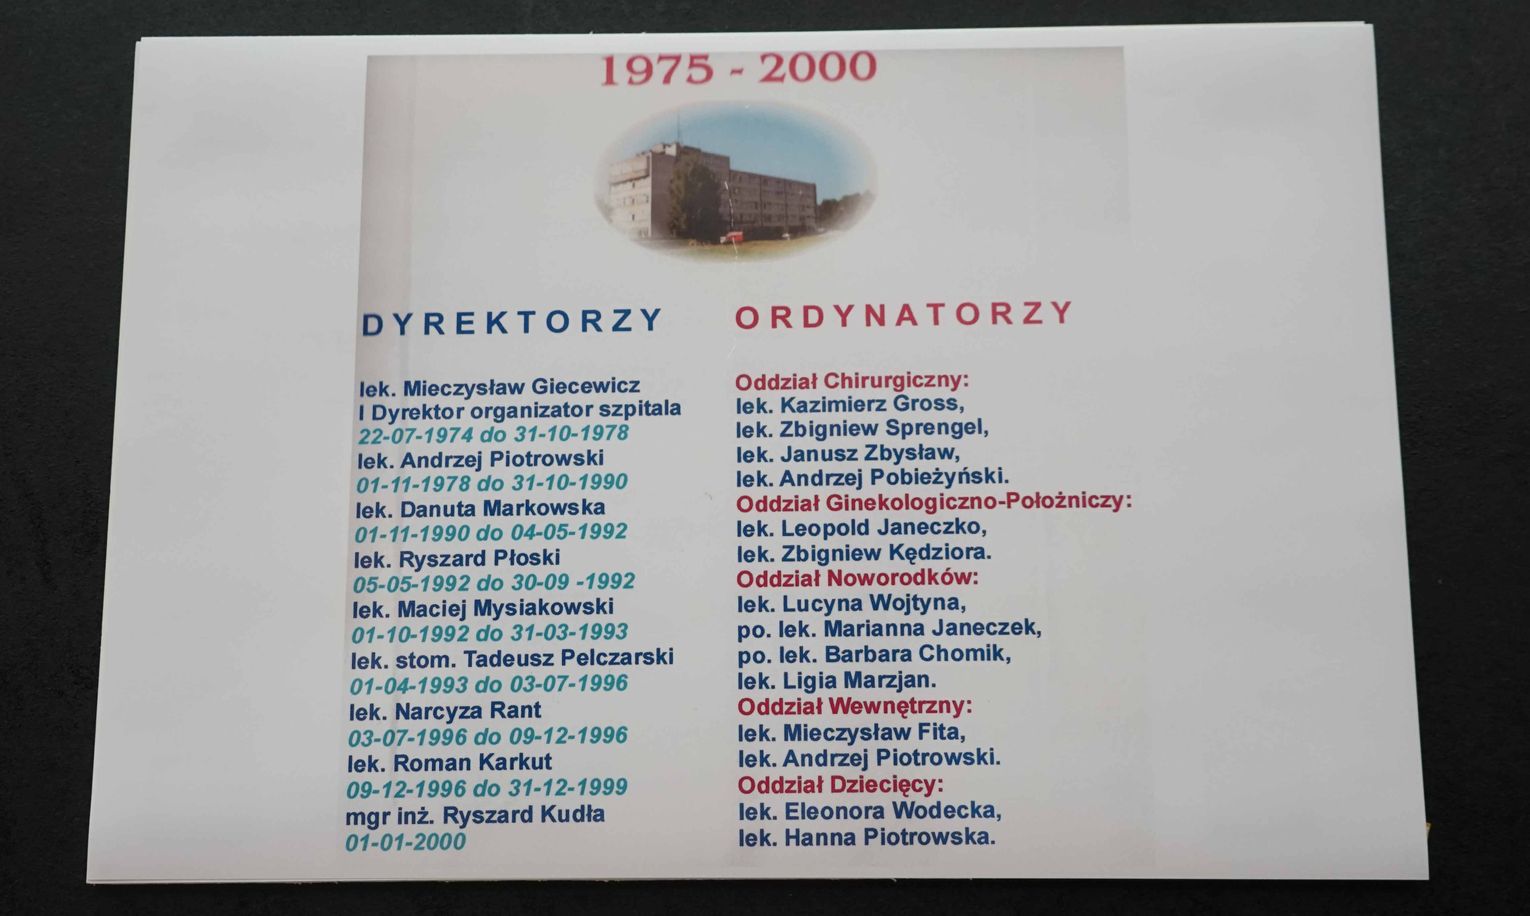 1975 - 2000
DYREKTORZY
lek. Mieczysław Giecewicz
I Dyrektor organizator szpitala
22-07-1974 do 31-10-1978
lek. Andrzej Piotrowski
01-11-1978 do 31-10-1990
lek. Danuta Markowska
01-11-1990 do 04-05-1992
lek. Ryszard Płoski
05-05-1992 do 30-09 -1992
lek. Maciej Mysiakowski
01-10-1992 do 31-03-1993
lek. stom. Tadeusz Pelczarski
01-04-1993 do 03-07-1996
lek. Narcyza Rant
03-07-1996 do 09-12-1996
lek. Roman Karkut
09-12-1996 do 31-12-1999
mgr inż. Ryszard Kudła
01-01-2000
ORDYNATORZY
Oddział Chirurgiczny:
lek. Kazimierz Gross,
lek. Zbigniew Sprengel,
lek. Janusz Zbysław,
lek. Andrzej Pobieżyński.
Oddział Ginekologiczno-Położniczy:
lek. Leopold Janeczko,
lek. Zbigniew Kędziora.
Oddział Noworodków:
lek. Lucyna Wojtyna,
po. lek. Marianna Janeczek,
po. lek. Barbara Chomik,
lek. Ligia Marzjan.
Oddział Wewnętrzny:
lek. Mieczysław Fita,
lek. Andrzej Piotrowski.
Oddział Dziecięcy:
lek. Eleonora Wodecka,
lek. Hanna Piotrowska.